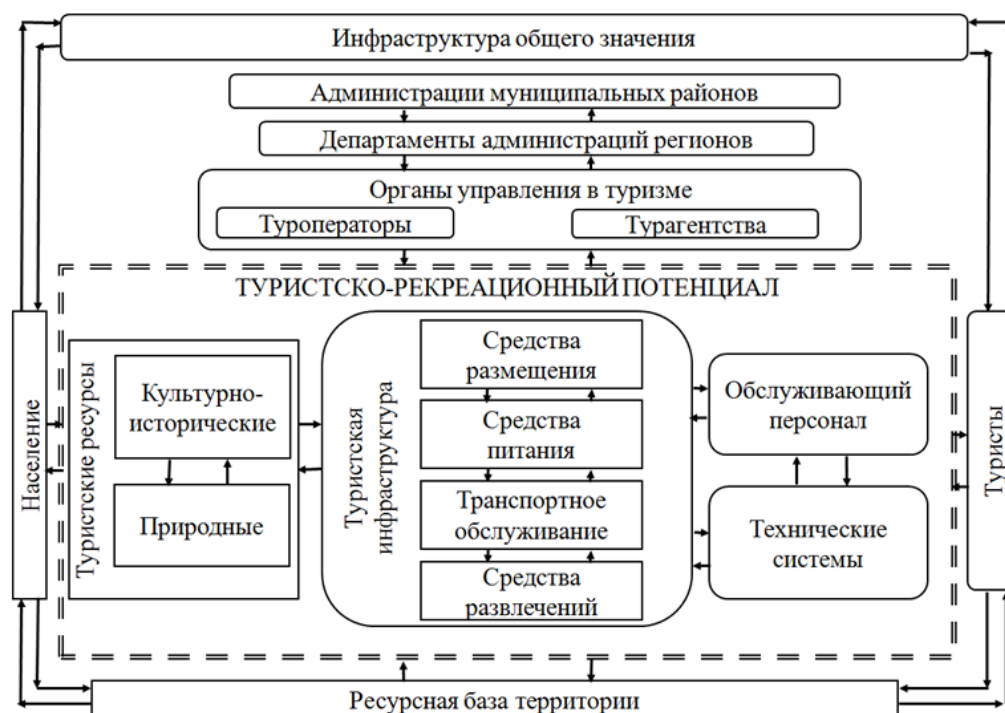 Инфраструктура общего значения
Администрации муниципальных районов
Департаменты администраций регионов
Органы управления в туризме
Туроператоры
Турагентства
ТУРИСТСКО-РЕКРЕАЦИОННЫЙ ПОТЕНЦИАЛ
Население
Туристские ресурсы
Культурно-
исторические
Природные
Туристская
инфраструктура
Средства
размещения
Средства
питания
Транспортное
обслуживание
Средства
развлечений
Обслуживающий
персонал
Технические
системы
Туристы
Ресурсная база территории